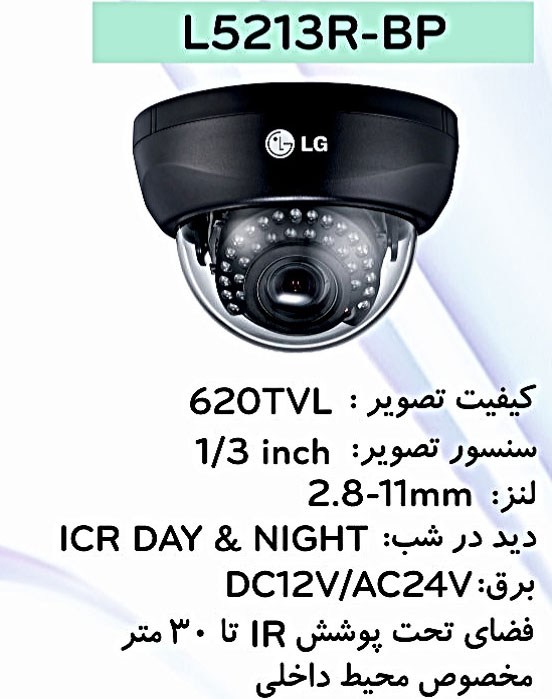 L5213R-BP
LG
کیفیت تصویر : 620TVL
سنسور تصویر: 1/3 inch
لنز: 2.8-11mm
دید در شب: ICR DAY & NIGHT
برق: DC12V/AC24V
فضای تحت پوشش IR تا ۳۰ متر
مخصوص محیط داخلی